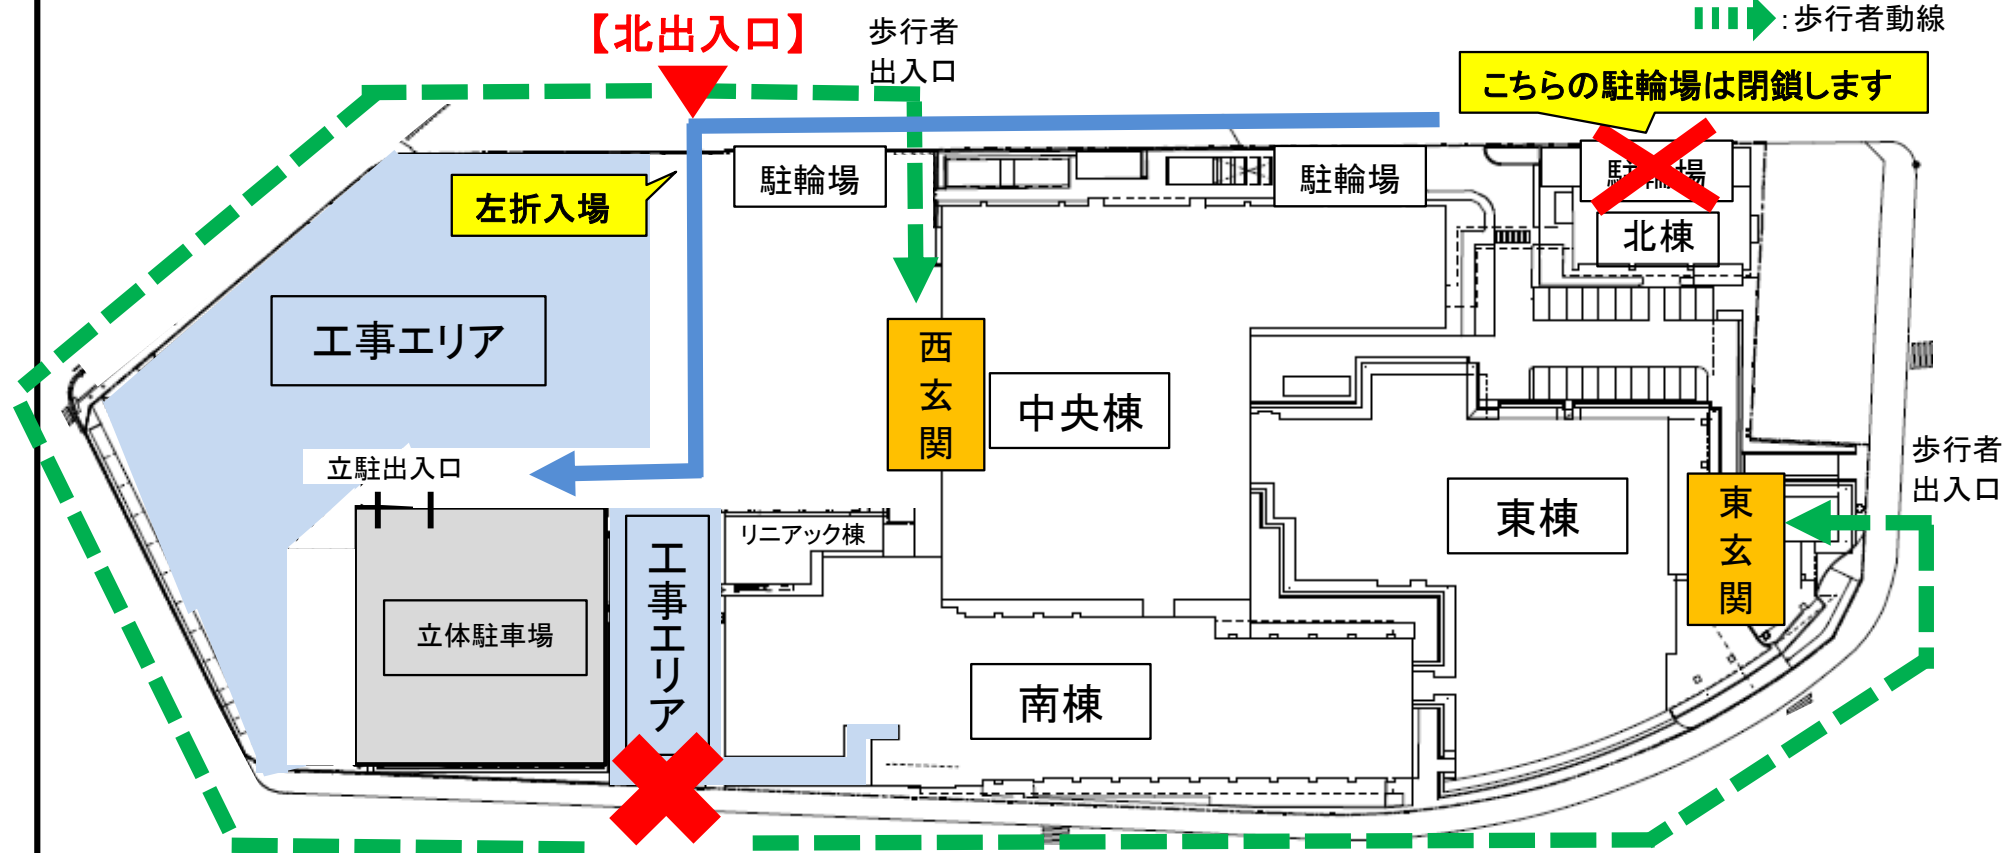 【北出入口】
歩行者
出入口
:歩行者動線
こちらの駐輪場は閉鎖します
左折入場
駐輪場
駐輪場
駐輪場
北棟
工事エリア
西玄関
中央棟
立駐出入口
歩行者
出入口
東棟
東玄関
リニアック棟
工事エリア
立体駐車場
南棟